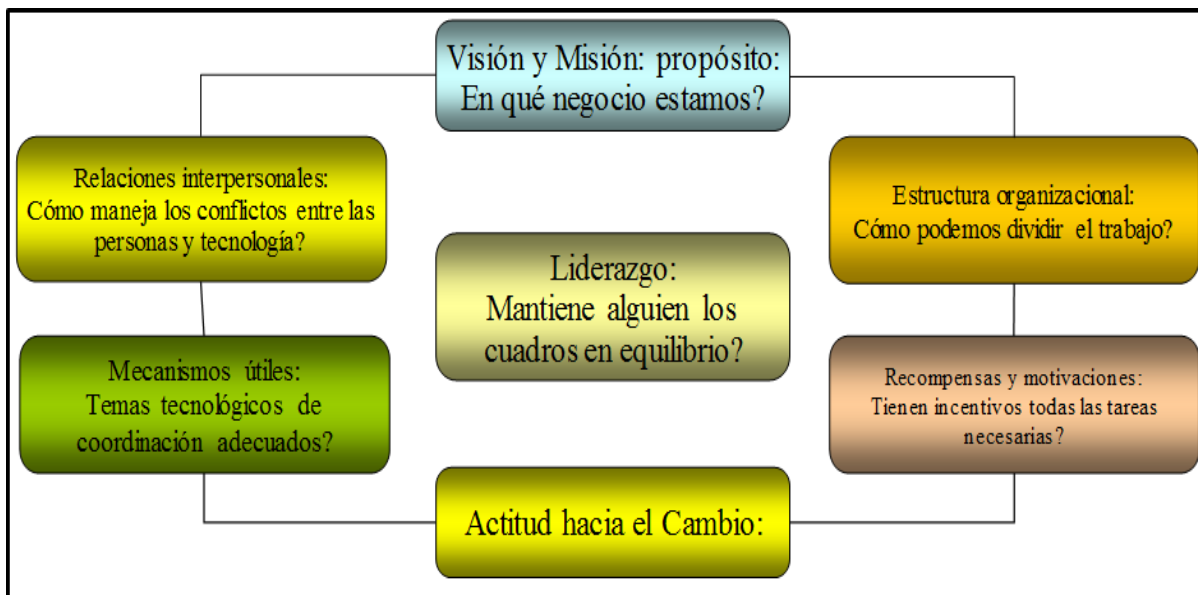 Visión y Misión: propósito:
En qué negocio estamos?
Relaciones interpersonales:
Cómo maneja los conflictos entre las
personas y tecnología?
Estructura organizacional:
Cómo podemos dividir el trabajo?
Liderazgo:
Mantiene alguien los
cuadros en equilibrio?
Mecanismos útiles:
Temas tecnológicos de
coordinación adecuados?
Recompensas y motivaciones:
Tienen incentivos todas las tareas
necesarias?
Actitud hacia el Cambio: